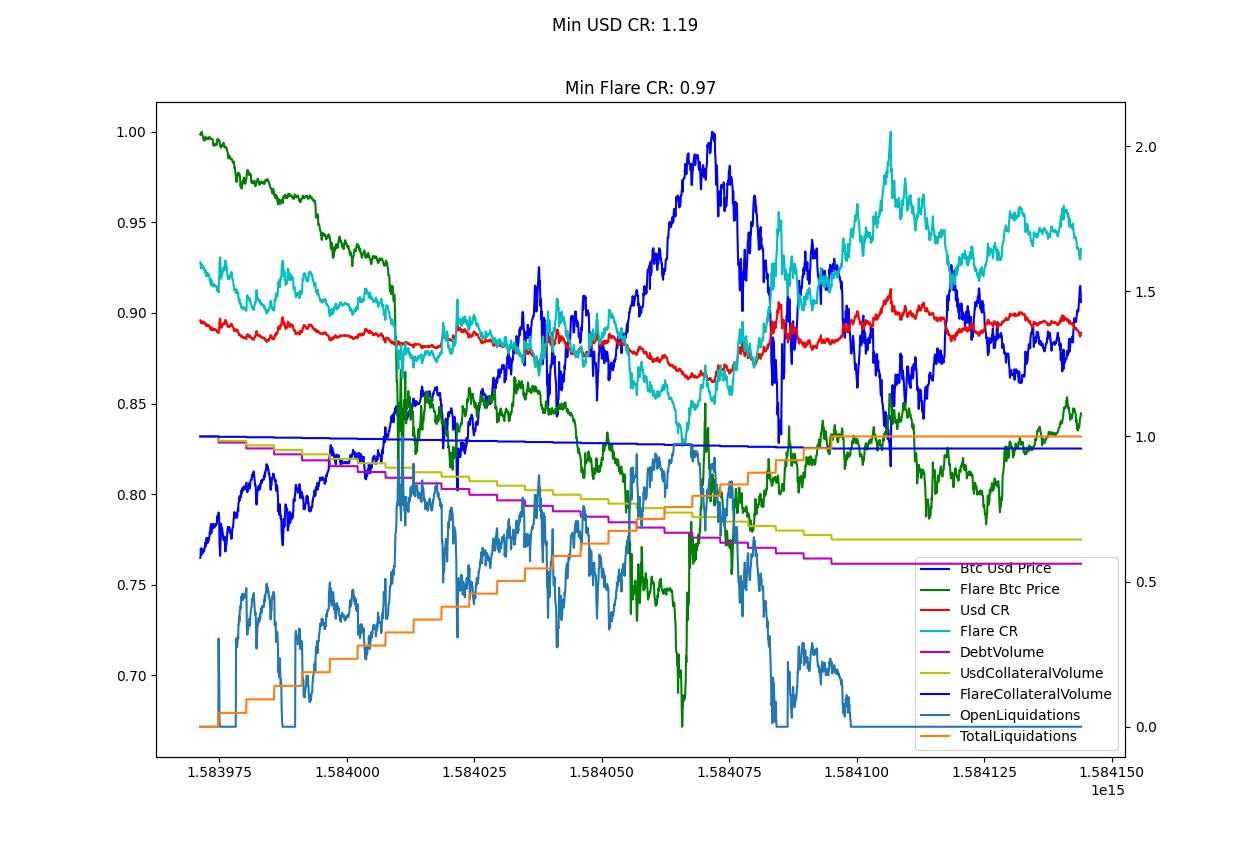 Min USD CR: 1.19
Min Flare CR: 0.97
1.00
0.95
0.90
0.85
0.80
0.75
0.70
2.0
1.5
1.0
0.5
0.0
Btc Usd Price
Flare Btc Price
Usd CR
Flare CR
DebtVolume
UsdCollateralVolume
FlareCollateralVolume
OpenLiquidations
TotalLiquidations
1.583975 1.584000 1.584025 1.584050 1.584075 1.584100 1.584125 1.584150
1e15